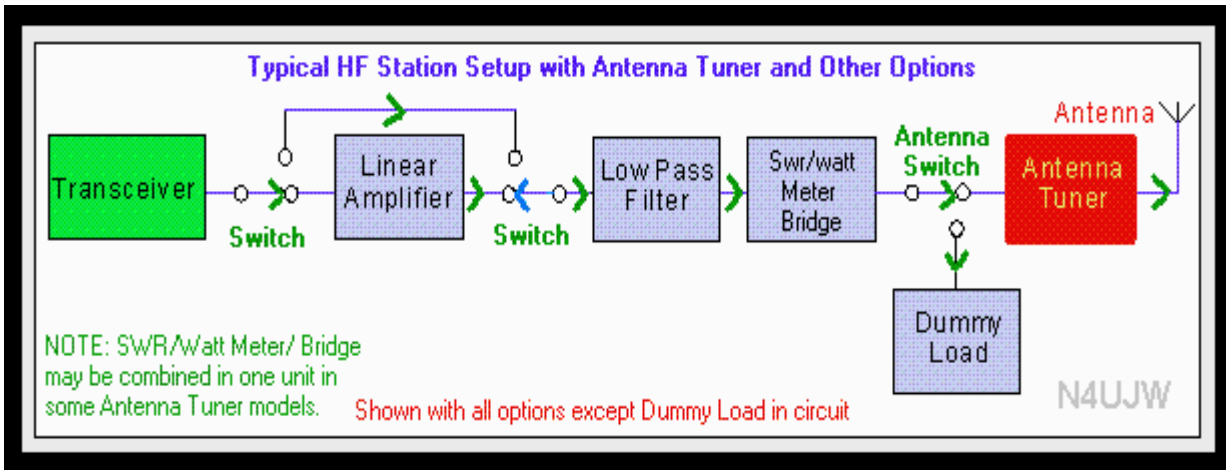 Typical HF Station Setup with Antenna Tuner and Other Options
Antenna
Transceiver
Switch
Linear
Amplifier
Switch
Low Pass
Filter
Swr/watt
Meter
Bridge
Antenna
Switch
Antenna
Tuner
Dummy
Load
NOTE: SWR/Watt Meter/ Bridge
may be combined in one unit in
some Antenna Tuner models.
Shown with all options except Dummy Load in circuit
N4UJW